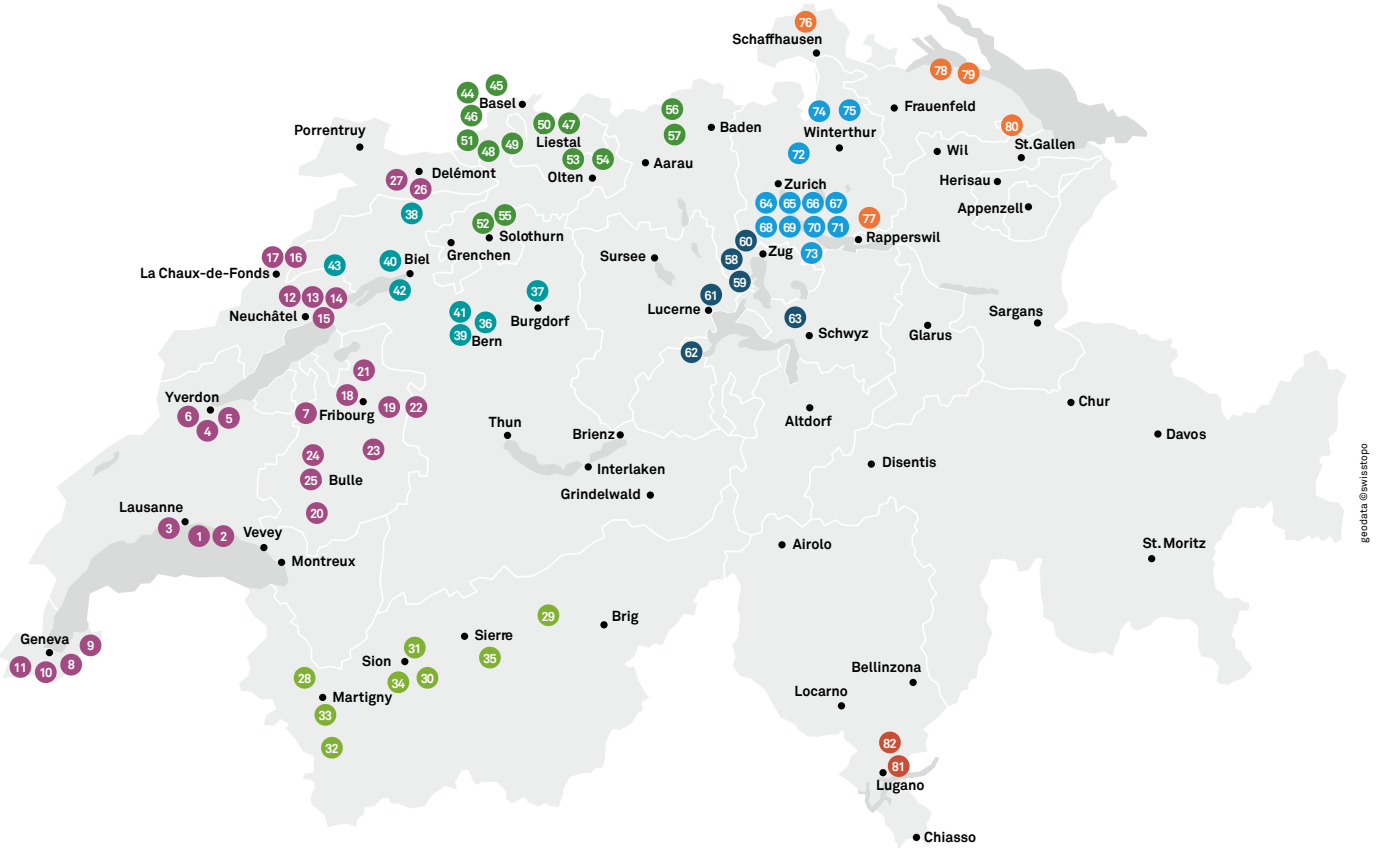 76
Schaffhausen
78 79
44 45
Basel
46
56
74 75
Frauenfeld
50 47
Baden
80
Porrentruy
57
Winterthur
51 48 49
Liestal
St.Gallen
72
Wil
53 54
Aarau
Delémont
Olten
27 26
Zurich
Herisau
38
64 65 66 67
Appenzell
52 55
77
68 69 70 71
Solothurn
60
Rapperswil
Grenchen
Zug 73
17 16
43
40
Sursee
58
La Chaux-de-Fonds
Biel
59
12 13 14
42
37
61
Neuchâtel
15
41
36
Burgdorf
Lucerne
63
Sargans
39
Bern
Schwyz
Glarus
62
21
18
Yverdon
19 22
Chur
6 5
7
Fribourg
4
Altdorf
Thun
Brienz
Davos
23
24
Disentis
Interlaken
25
Bulle
Grindelwald
geodata ©swisstopo
Lausanne
20
3 1 2
Vevey
Airolo
St. Moritz
Montreux
29
Brig
Geneva
9
Sierre
31
11 10 8
Sion
35
Bellinzona
28
34 30
Martigny
Locarno
33
32
82
81
Lugano
Chiasso